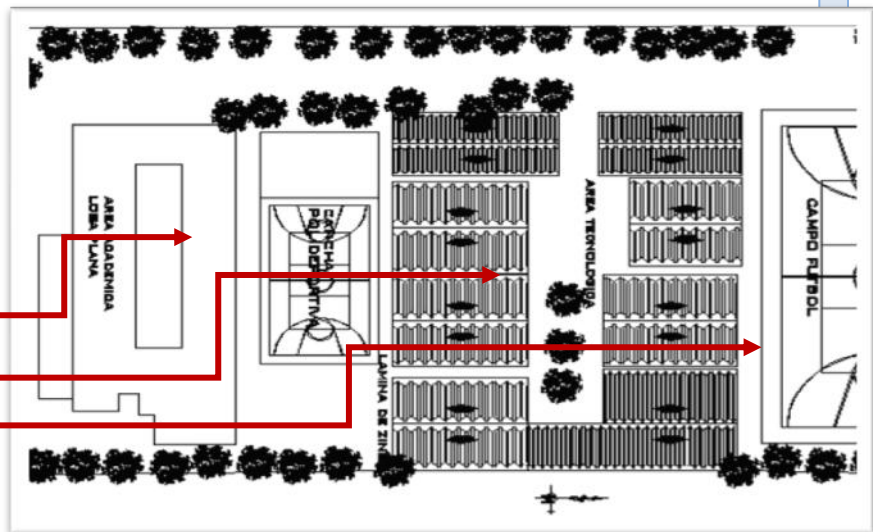 AREA ACADEMICA
LOSA PLANA
CANCHA
POLIDEPORTIVA
LAMINA DE ZINC
AREA TECNOLOGICA
CAMPO FUTBOL
N